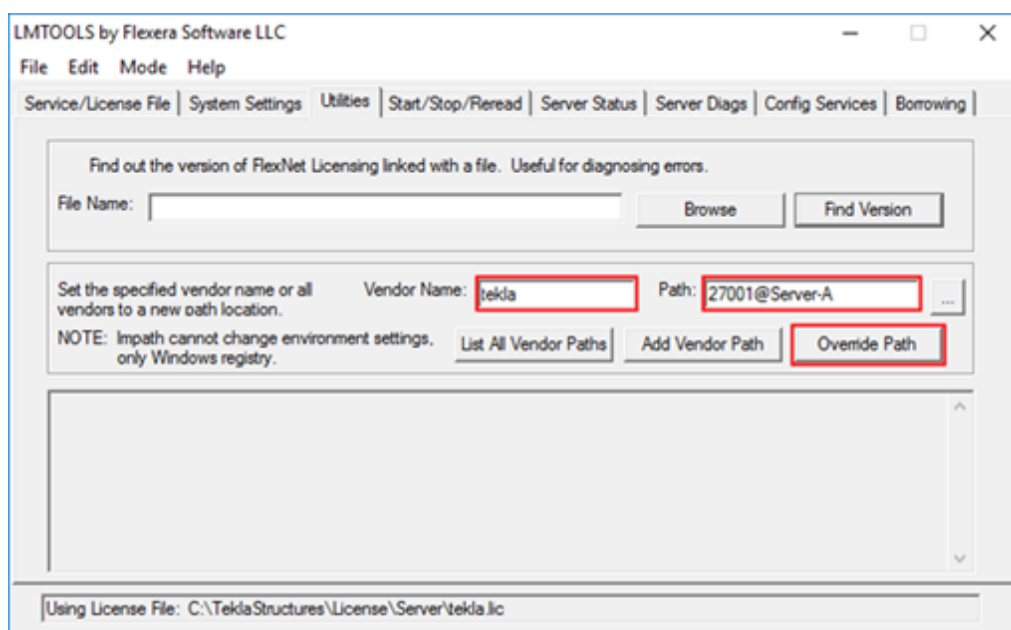 LMTOOLS by Flexera Software LLC
File Edit Mode Help
Service/License File System Settings Utilities Start/Stop/Reread Server Status Server Diags Config Services Borrowing
Find out the version of FlexNet Licensing linked with a file. Useful for diagnosing errors.
File Name: Browse Find Version
Set the specified vendor name or all Vendor Name: tekla Path: 27001@Server-A ...
vendors to a new path location.
NOTE: lmpath cannot change environment settings, List All Vendor Paths Add Vendor Path Override Path
only Windows registry.
Using License File: C:\TeklaStructures\License\Server\tekla.lic